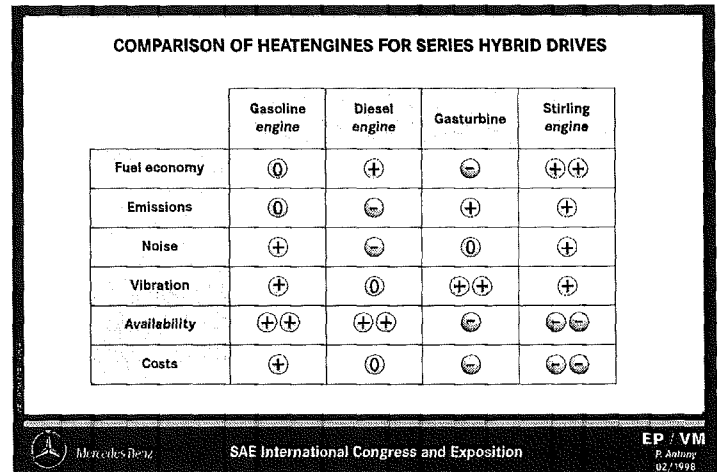 COMPARISON OF HEATENGINES FOR SERIES HYBRID DRIVES
Gasoline engine Diesel engine Gasturbine Stirling engine
Fuel economy 0 + - ++
Emissions 0 - + +
Noise + - 0 +
Vibration + 0 ++ +
Availability ++ ++ - --
Costs + 0 - --
Mercedes Benz SAE International Congress and Exposition EP / VM
P. Antony
02/1998